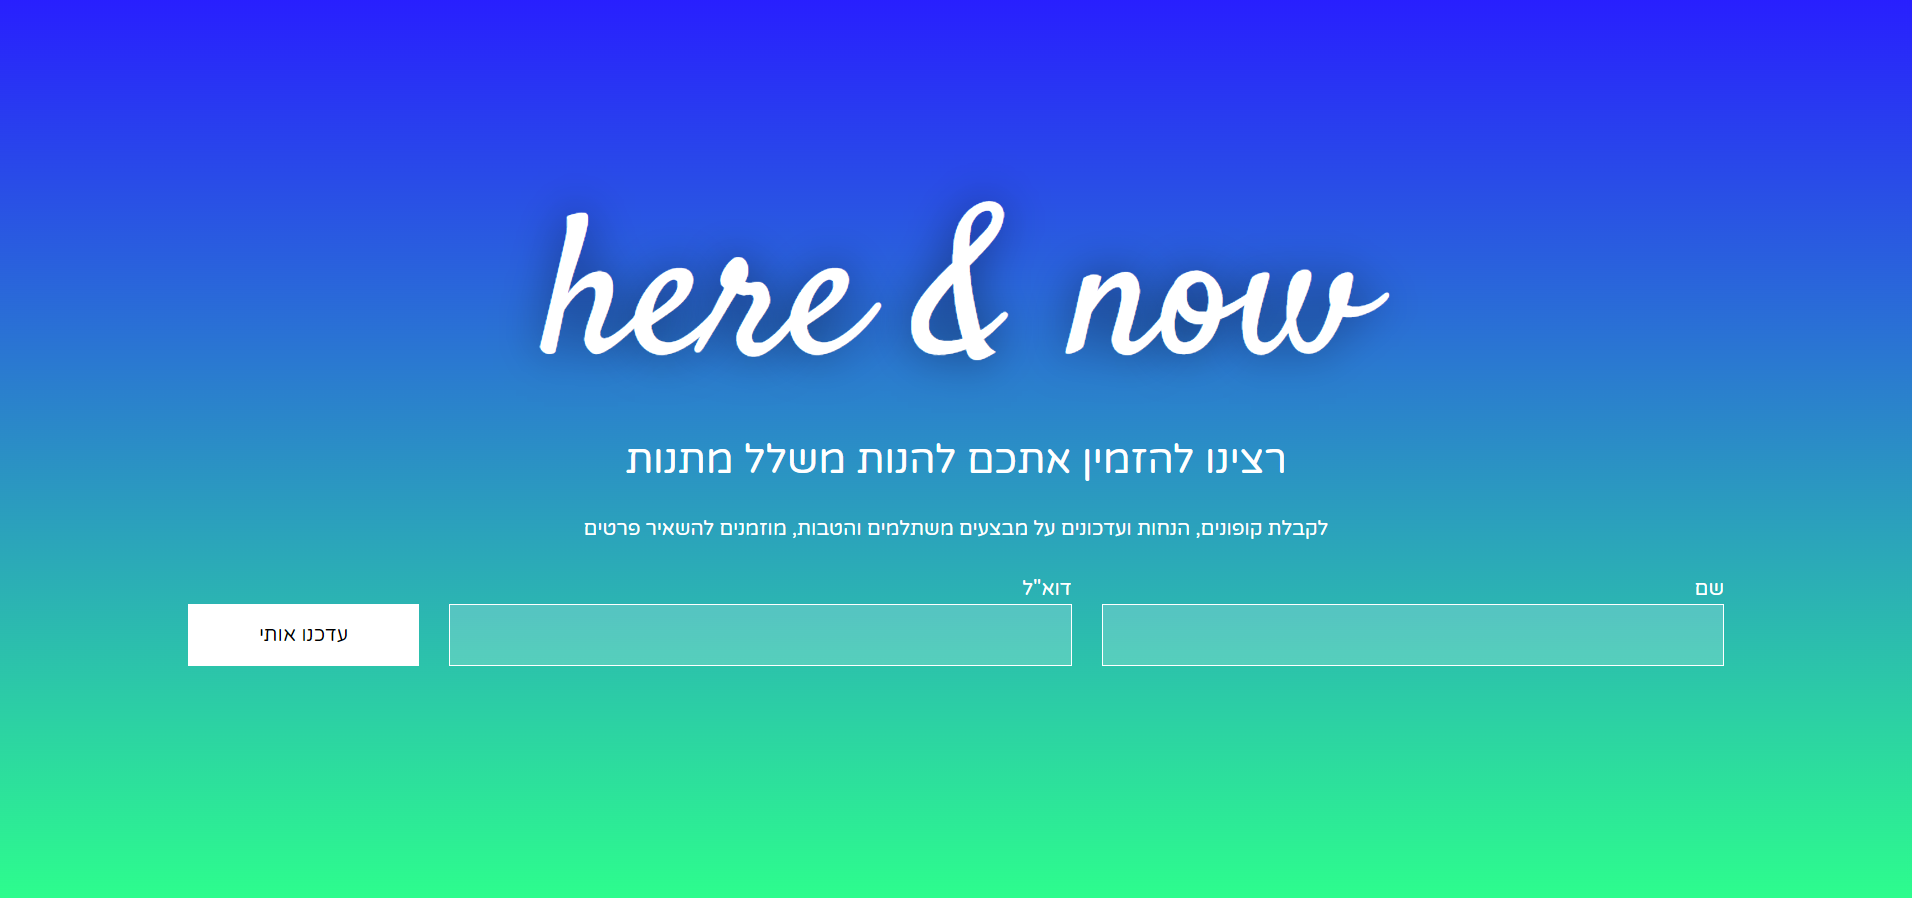 here & now
רצינו להזמין אתכם להנות משלל מתנות
לקבלת קופונים, הנחות ועדכונים על מבצעים משתלמים והטבות, מוזמנים להשאיר פרטים
שם
דוא"ל
עדכנו אותי